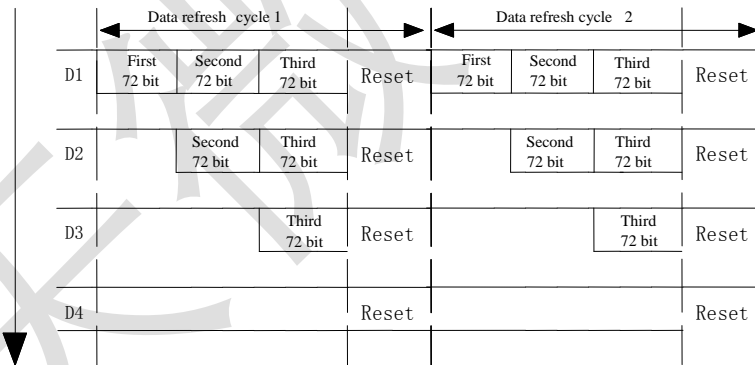 Data refresh cycle 1 Data refresh cycle 2
D1 First 72 bit Second 72 bit Third 72 bit Reset First 72 bit Second 72 bit Third 72 bit Reset
D2 Second 72 bit Third 72 bit Reset Second 72 bit Third 72 bit Reset
D3 Third 72 bit Reset Third 72 bit Reset
D4 Reset Reset